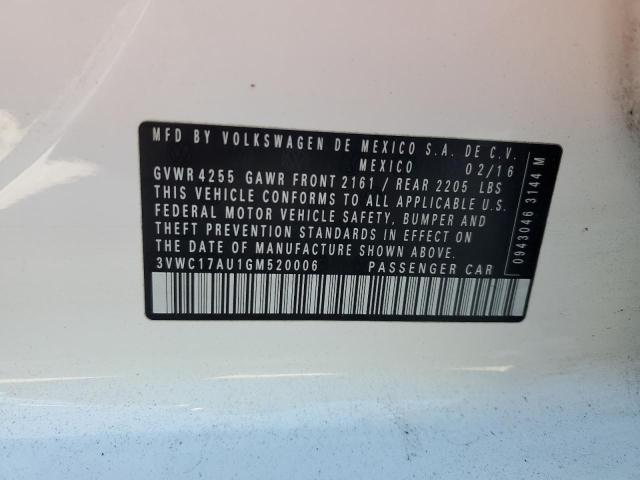 MFD BY VOLKSWAGEN DE MEXICO S.A. DE C.V.
MEXICO 02/16
GVWR 4255 GAWR FRONT 2161 / REAR 2205 LBS
THIS VEHICLE CONFORMS TO ALL APPLICABLE U.S.
FEDERAL MOTOR VEHICLE SAFETY, BUMPER AND
THEFT PREVENTION STANDARDS IN EFFECT ON
THE DATE OF MANUFACTURE SHOWN ABOVE.
3VWC17AU1GM520006 PASSENGER CAR
0943046 3144 M